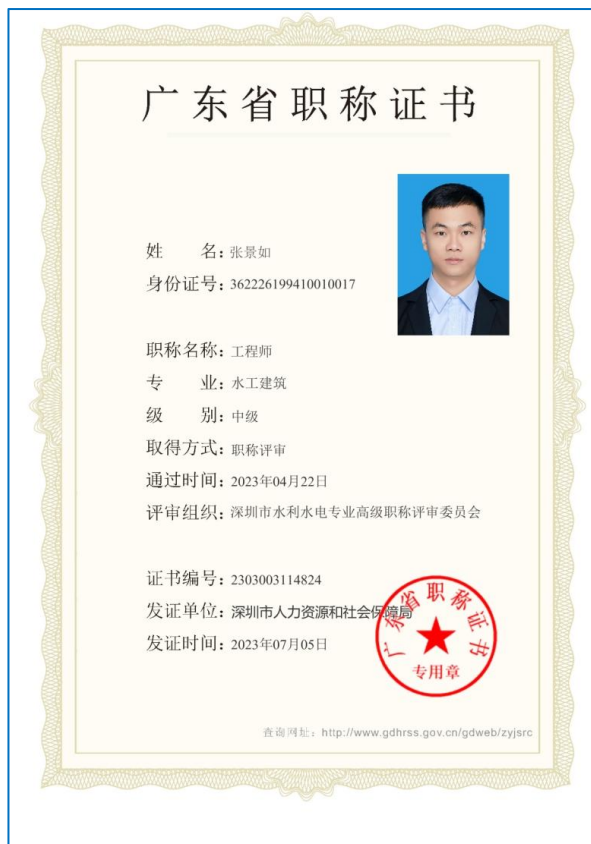 广东省职称证书
姓 名：张景如
身份证号：362226199410010017
职称名称：工程师
专 业：水工建筑
级 别：中级
取得方式：职称评审
通过时间：2023年04月22日
评审组织：深圳市水利水电专业高级职称评审委员会
证书编号：2303003114824
发证单位：深圳市人力资源和社会保障局
发证时间：2023年07月05日
广东省职称证书
专用章
查询网址：http://www.gdhrss.gov.cn/gdweb/zyjsrc